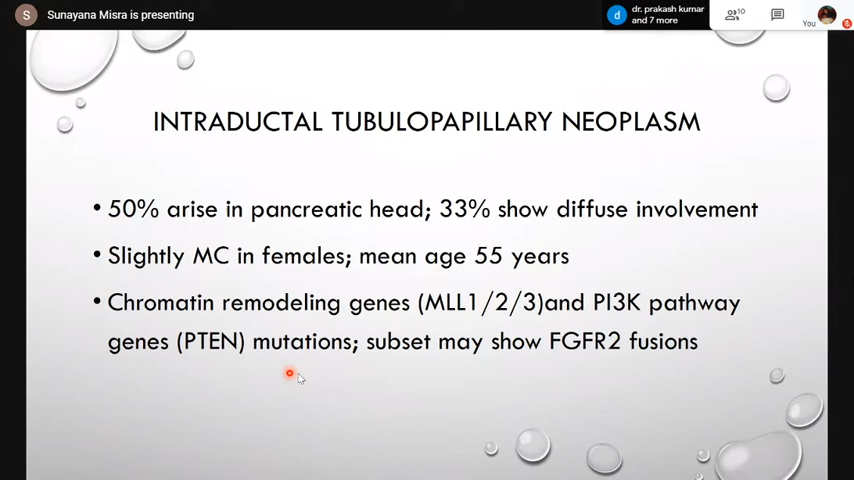 S Sunayana Misra is presenting
d dr. prakash kumar
and 7 more
10
You
INTRADUCTAL TUBULOPAPILLARY NEOPLASM
• 50% arise in pancreatic head; 33% show diffuse involvement
• Slightly MC in females; mean age 55 years
• Chromatin remodeling genes (MLL1/2/3)and PI3K pathway
genes (PTEN) mutations; subset may show FGFR2 fusions